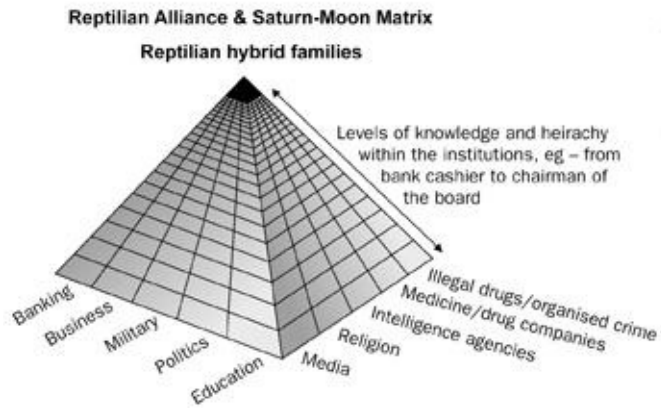 Reptilian Alliance & Saturn-Moon Matrix
Reptilian hybrid families
Levels of knowledge and heirachy
within the institutions, eg – from
bank cashier to chairman of
the board
Banking
Business
Military
Politics
Education
Media
Religion
Intelligence agencies
Medicine/drug companies
Illegal drugs/organised crime